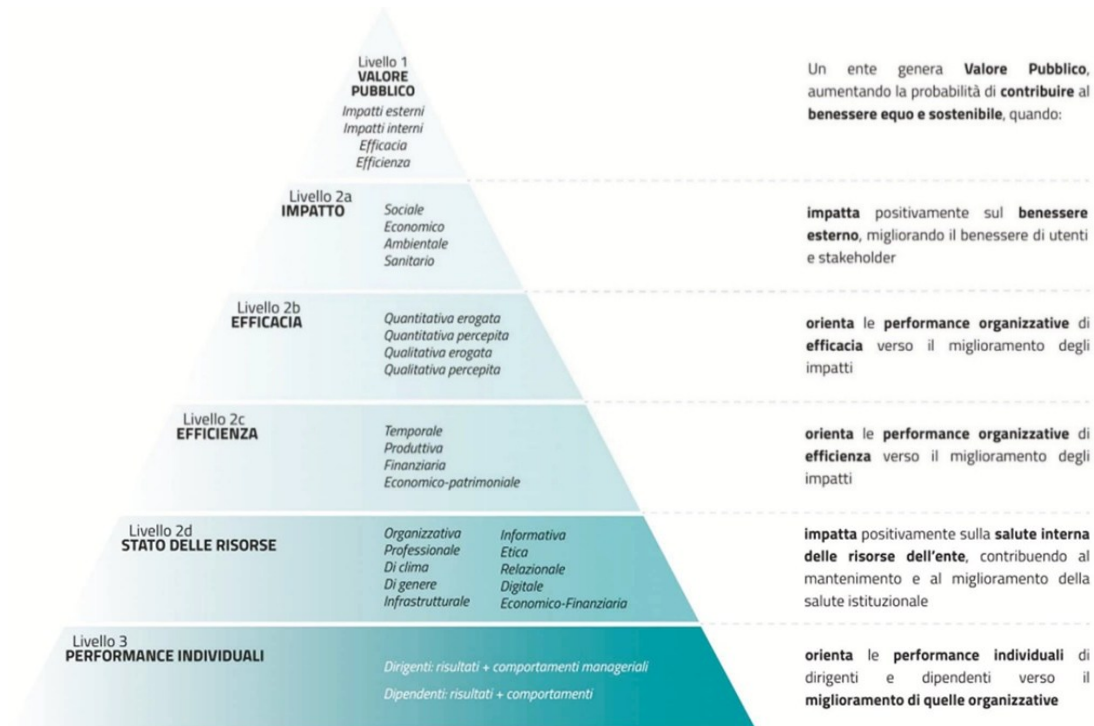 Livello 1
VALORE
PUBBLICO
Impatti esterni
Impatti interni
Efficacia
Efficienza
Un ente genera Valore Pubblico,
aumentando la probabilità di contribuire al
benessere equo e sostenibile, quando:
Livello 2a
IMPATTO
Sociale
Economico
Ambientale
Sanitario
impatta positivamente sul benessere
esterno, migliorando il benessere di utenti
e stakeholder
Livello 2b
EFFICACIA
Quantitativa erogata
Quantitativa percepita
Qualitativa erogata
Qualitativa percepita
orienta le performance organizzative di
efficacia verso il miglioramento degli
impatti
Livello 2c
EFFICIENZA
Temporale
Produttiva
Finanziaria
Economico-patrimoniale
orienta le performance organizzative di
efficienza verso il miglioramento degli
impatti
Livello 2d
STATO DELLE RISORSE
Organizzativa
Professionale
Di clima
Di genere
Infrastrutturale
Informativa
Etica
Relazionale
Digitale
Economico-Finanziaria
impatta positivamente sulla salute interna
delle risorse dell'ente, contribuendo al
mantenimento e al miglioramento della
salute istituzionale
Livello 3
PERFORMANCE INDIVIDUALI
Dirigenti: risultati + comportamenti manageriali
Dipendenti: risultati + comportamenti
orienta le performance individuali di
dirigenti e dipendenti verso il
miglioramento di quelle organizzative